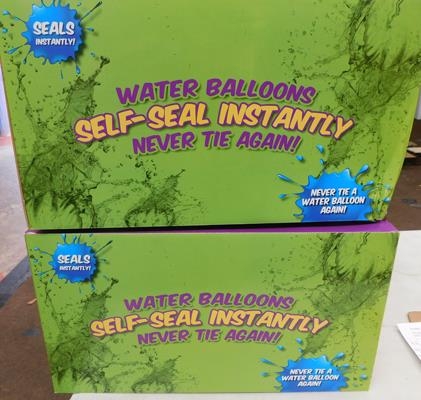 SEALS
INSTANTLY!
WATER BALLOONS
SELF-SEAL INSTANTLY
NEVER TIE AGAIN!
NEVER TIE A
WATER BALLOON
AGAIN!
SEALS
INSTANTLY!
WATER BALLOONS
SELF-SEAL INSTANTLY
NEVER TIE AGAIN!
NEVER TIE A
WATER BALLOON
AGAIN!